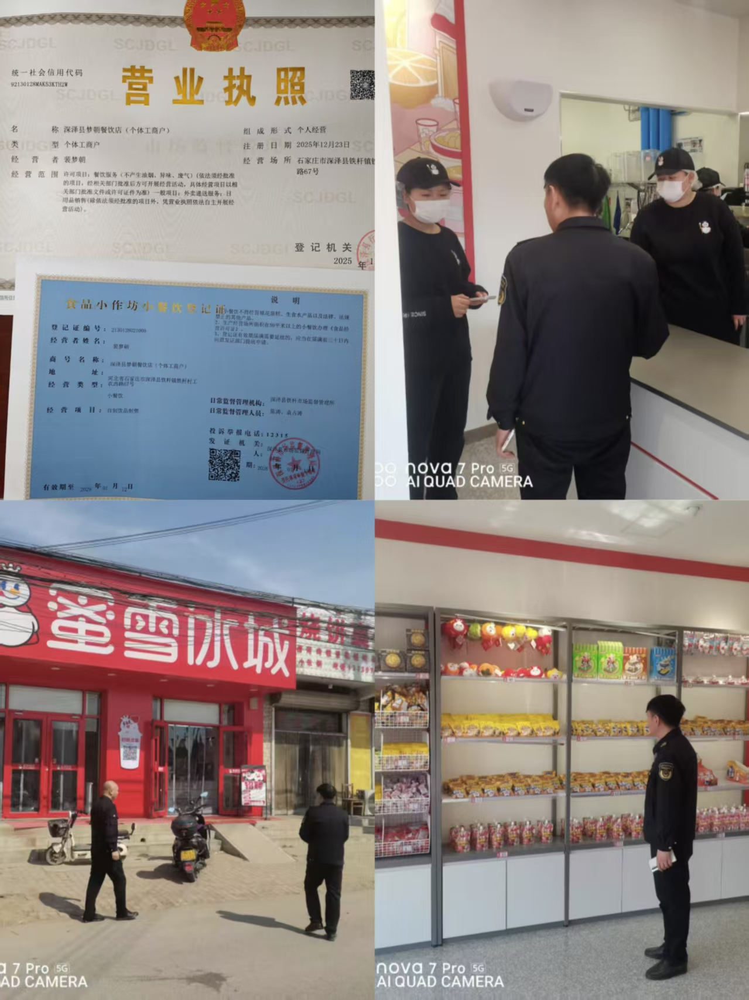 统一社会信用代码
92130128MAK53KTH2W
营业执照
名 称 深泽县梦朝餐饮店（个体工商户）
类 型 个体工商户
经 营 者 裴梦朝
经 营 范 围 许可项目：餐饮服务（不产生油烟、异味、废气）（依法须经批准
的项目，经相关部门批准后方可开展经营活动，具体经营项目以相
关部门批准文件或许可证件为准）一般项目：外卖递送服务；日
用品销售(除依法须经批准的项目外，凭营业执照依法自主开展经
营活动)。
组 成 形 式 个人经营
注 册 日 期 2025年12月23日
经 营 场 所 石家庄市深泽县铁杆镇铁
路67号
登 记 机 关
2025 年 1
食品小作坊小餐饮登记证
登 记 证 编 号： 2130128021008
经 营 者 姓 名： 裴梦朝
商 号 名 称： 深泽县梦朝餐饮店（个体工商户）
地 址： 河北省石家庄市深泽县铁杆镇铁杆村工
农西路67号
经 营 类 型：
小餐饮
经 营 项 目： 自制饮品制售
有效期至 2029 年 01 月 12 日
说 明
小餐饮不得经营裱花蛋糕、生食水产品以及法律、法规
禁止的其他产品。
2、生产经营场所面积在50平米以上的小餐饮办理《食品经
营许可证》。
3、登记证有效期届满需要延续的，应当在届满前三十日内
向原发证部门提出申请。
日常监督管理机构： 深泽县铁杆市场监督管理所
日常监督管理人员： 陈涛、袁占涛
投诉举报电话：12315
发 证 机 关：
人：
期： 2026 年 月 日
SINCE
nova 7 Pro 5G
AI QUAD CAMERA
蜜雪冰城
a 7 Pro 5G
QUAD CAMERA
nova 7 Pro 5G
AI QUAD CAMERA